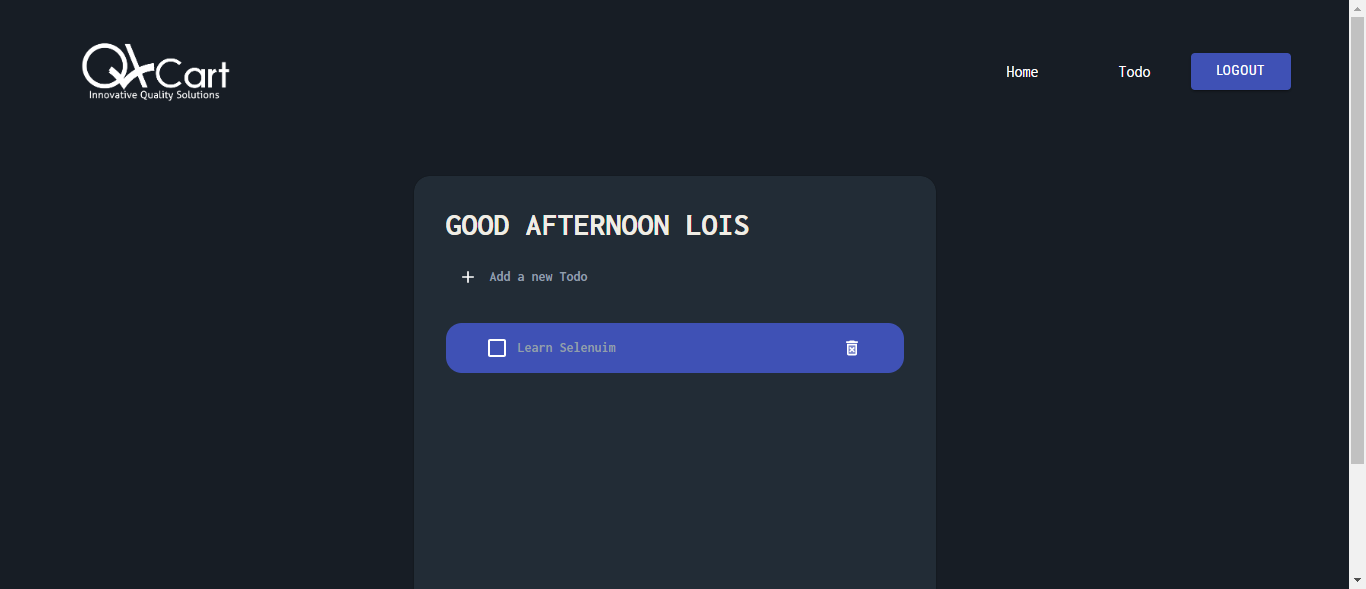 QACart
Innovative Quality Solutions
Home
Todo
LOGOUT
GOOD AFTERNOON LOIS
Add a new Todo
Learn Selenuim